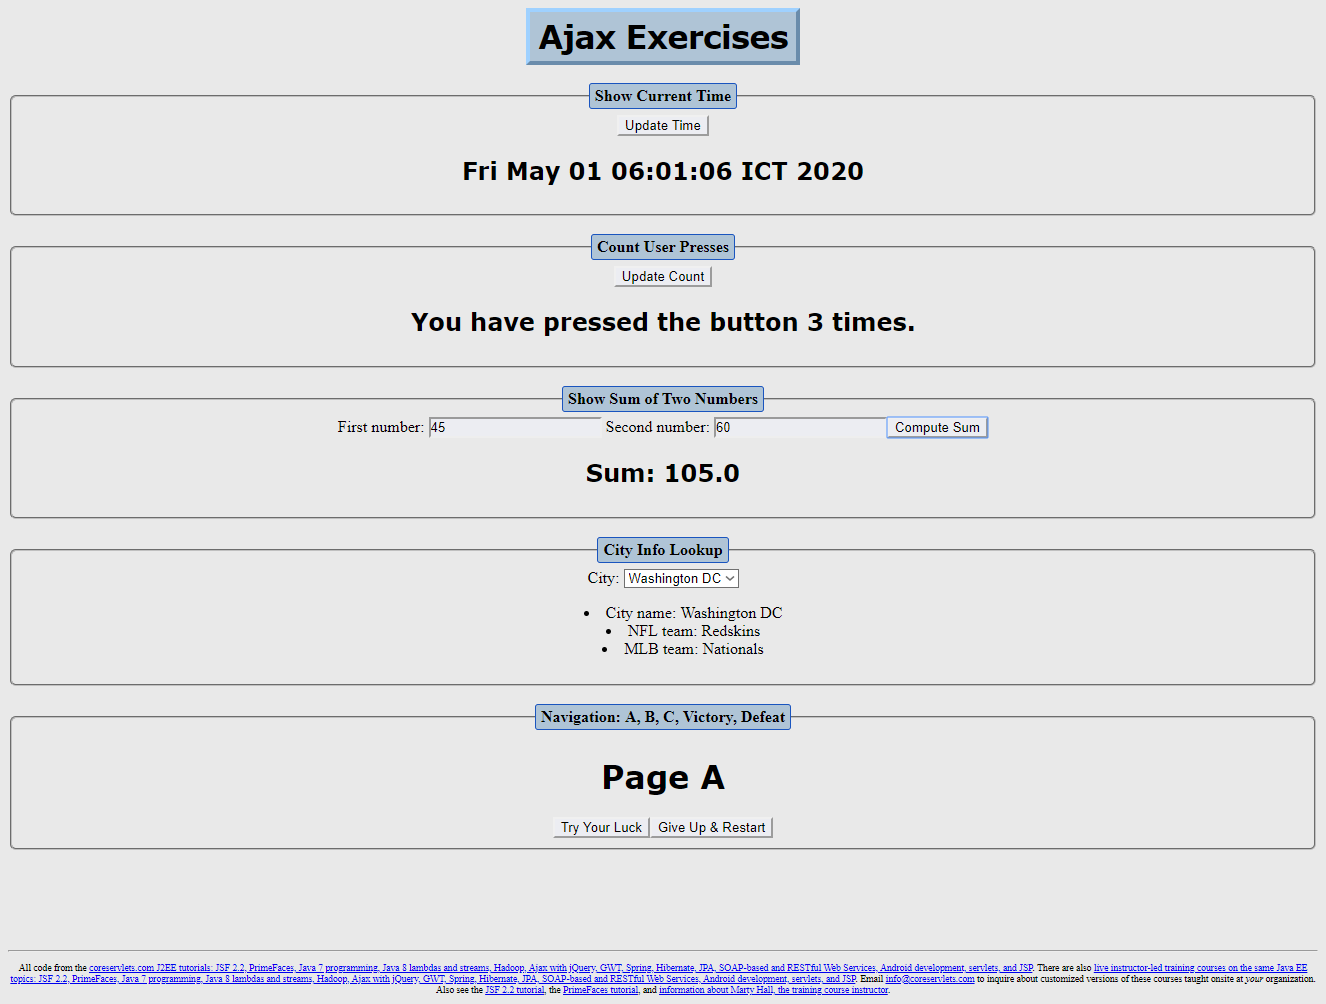 Ajax Exercises
Show Current Time
Update Time
Fri May 01 06:01:06 ICT 2020
Count User Presses
Update Count
You have pressed the button 3 times.
Show Sum of Two Numbers
First number: 45 Second number: 60 Compute Sum
Sum: 105.0
City Info Lookup
City: Washington DC
• City name: Washington DC
• NFL team: Redskins
• MLB team: Nationals
Navigation: A, B, C, Victory, Defeat
Page A
Try Your Luck Give Up & Restart
All code from the coreservlets.com J2EE tutorials: JSF 2.2, PrimeFaces, Java 7 programming, Java 8 lambdas and streams, Hadoop, Ajax with jQuery, GWT, Spring, Hibernate, JPA, SOAP-based and RESTful Web Services, Android development, servlets, and JSP. There are also live instructor-led training courses on the same Java EE
topics: JSF 2.2, PrimeFaces, Java 7 programming, Java 8 lambdas and streams, Hadoop, Ajax with jQuery, GWT, Spring, Hibernate, JPA, SOAP-based and RESTful Web Services, Android development, servlets, and JSP. Email info@coreservlets.com to inquire about customized versions of these courses taught onsite at your organization.
Also see the JSF 2.2 tutorial, the PrimeFaces tutorial, and information about Marty Hall, the training course instructor.